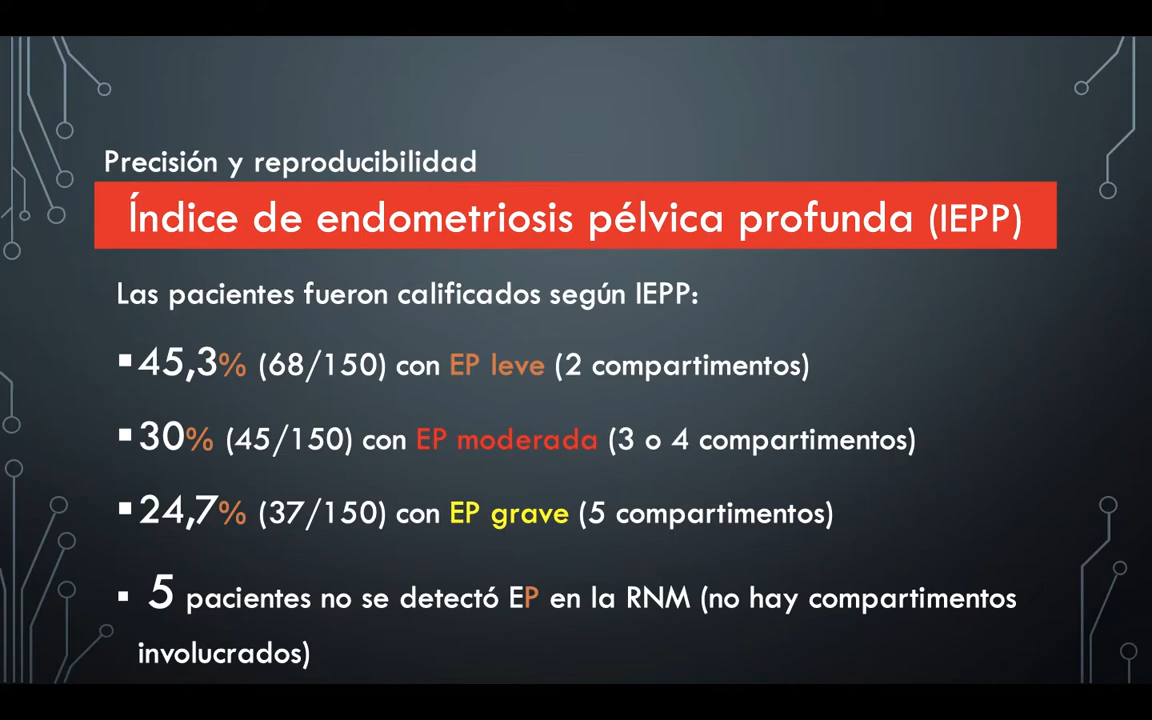 Precisión y reproducibilidad
Índice de endometriosis pélvica profunda (IEPP)
Las pacientes fueron calificados según IEPP:
▪45,3% (68/150) con EP leve (2 compartimentos)
▪30% (45/150) con EP moderada (3 o 4 compartimentos)
▪24,7% (37/150) con EP grave (5 compartimentos)
▪ 5 pacientes no se detectó EP en la RNM (no hay compartimentos
involucrados)